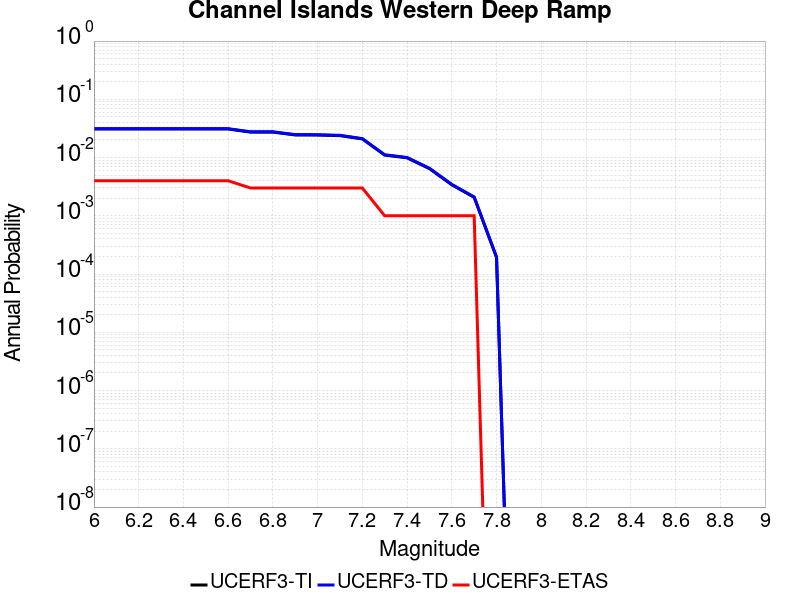 Channel Islands Western Deep Ramp
10^0
10^-1
10^-2
10^-3
10^-4
10^-5
10^-6
10^-7
10^-8
Annual Probability
6 6.2 6.4 6.6 6.8 7 7.2 7.4 7.6 7.8 8 8.2 8.4 8.6 8.8 9
Magnitude
UCERF3-TI UCERF3-TD UCERF3-ETAS